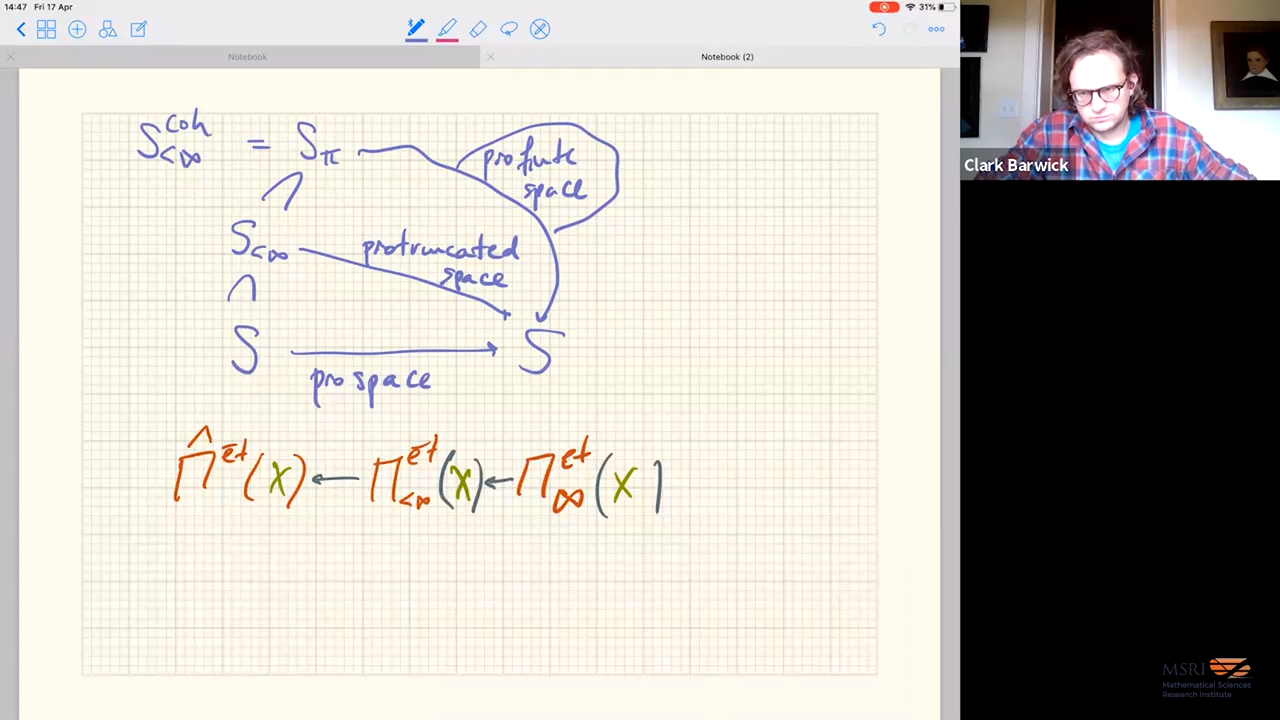 14:47 Fri 17 Apr
31%
Notebook
Notebook (2)
S^{coh}_{<∞} = S_π
profinite space
S_{<∞}
protruncated space
S
S
pro space
Π̂^{ét}(X) ← Π^{ét}_{<∞}(X) ← Π^{ét}_∞(X)
Clark Barwick
MSRI
Mathematical Sciences
Research Institute